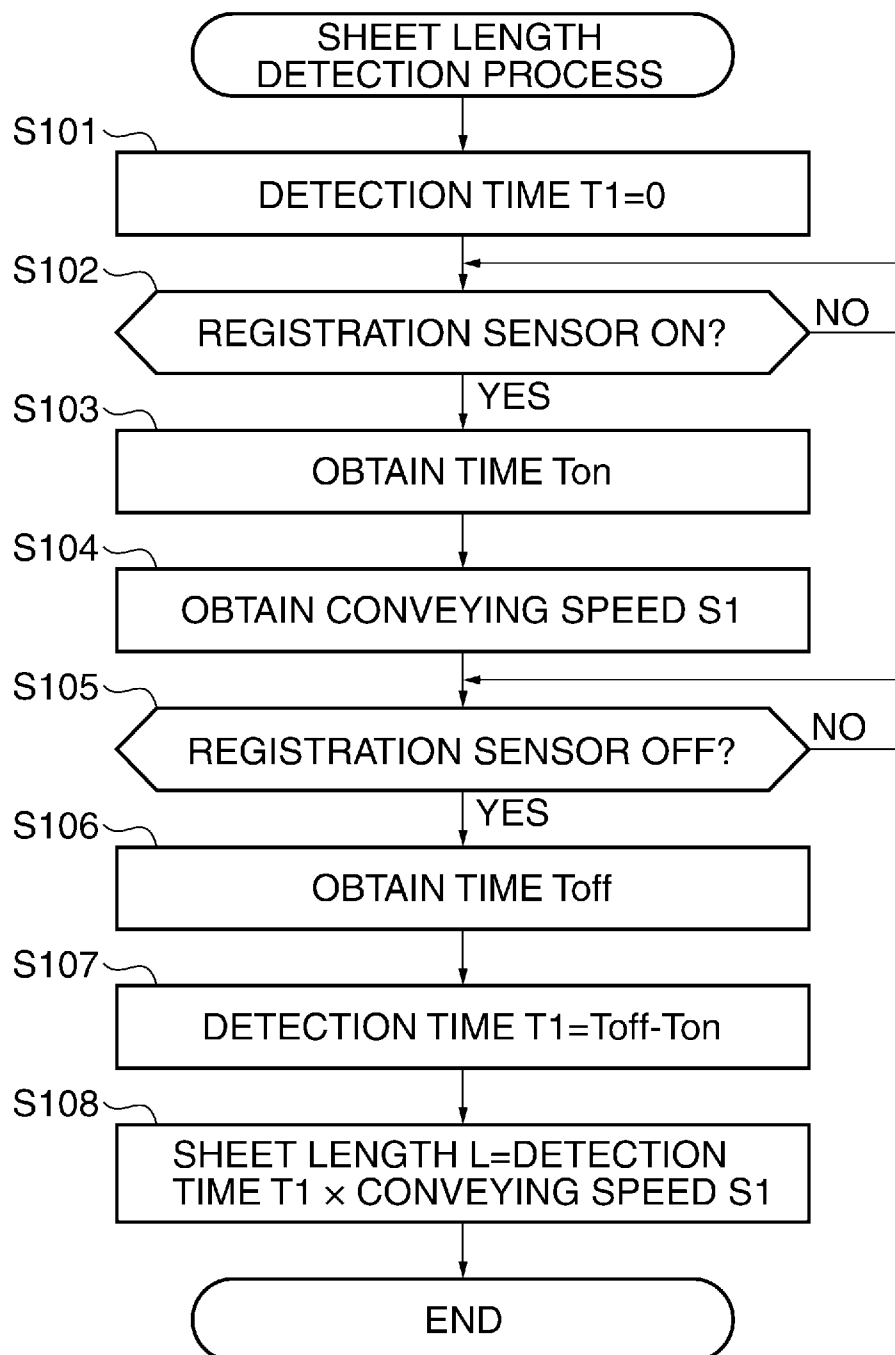 SHEET LENGTH
DETECTION PROCESS
S101
DETECTION TIME T1=0
S102
REGISTRATION SENSOR ON?
NO
YES
S103
OBTAIN TIME Ton
S104
OBTAIN CONVEYING SPEED S1
S105
REGISTRATION SENSOR OFF?
NO
YES
S106
OBTAIN TIME Toff
S107
DETECTION TIME T1=Toff-Ton
S108
SHEET LENGTH L=DETECTION
TIME T1 × CONVEYING SPEED S1
END